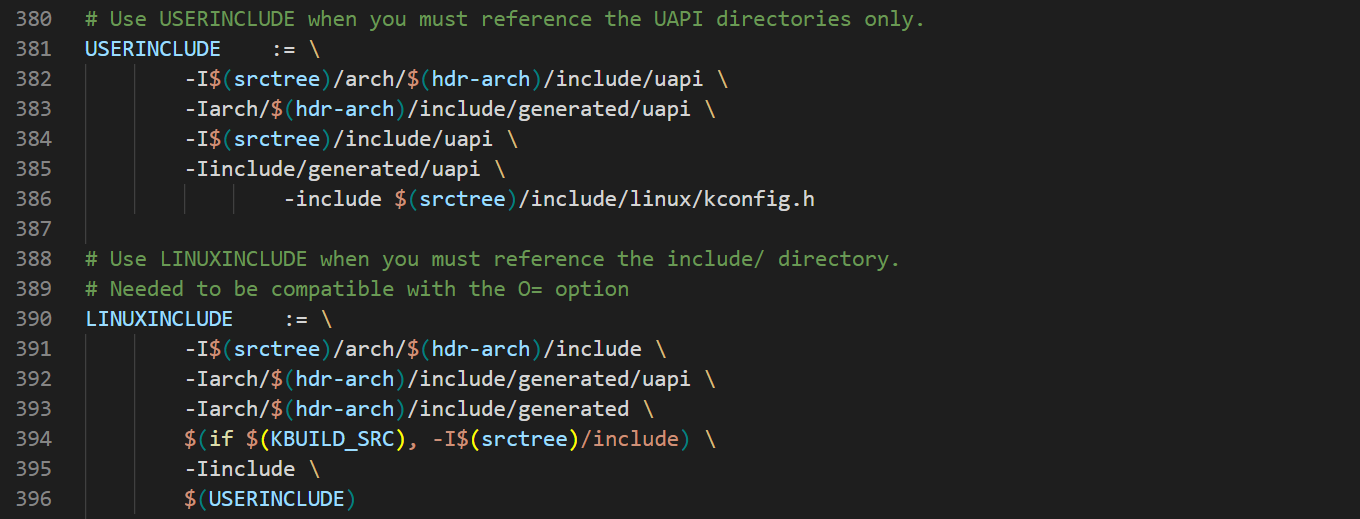 380 # Use USERINCLUDE when you must reference the UAPI directories only.
381 USERINCLUDE    := \
382         -I$(srctree)/arch/$(hdr-arch)/include/uapi \
383         -Iarch/$(hdr-arch)/include/generated/uapi \
384         -I$(srctree)/include/uapi \
385         -Iinclude/generated/uapi \
386                 -include $(srctree)/include/linux/kconfig.h
387
388 # Use LINUXINCLUDE when you must reference the include/ directory.
389 # Needed to be compatible with the O= option
390 LINUXINCLUDE    := \
391         -I$(srctree)/arch/$(hdr-arch)/include \
392         -Iarch/$(hdr-arch)/include/generated/uapi \
393         -Iarch/$(hdr-arch)/include/generated \
394         $(if $(KBUILD_SRC), -I$(srctree)/include) \
395         -Iinclude \
396         $(USERINCLUDE)